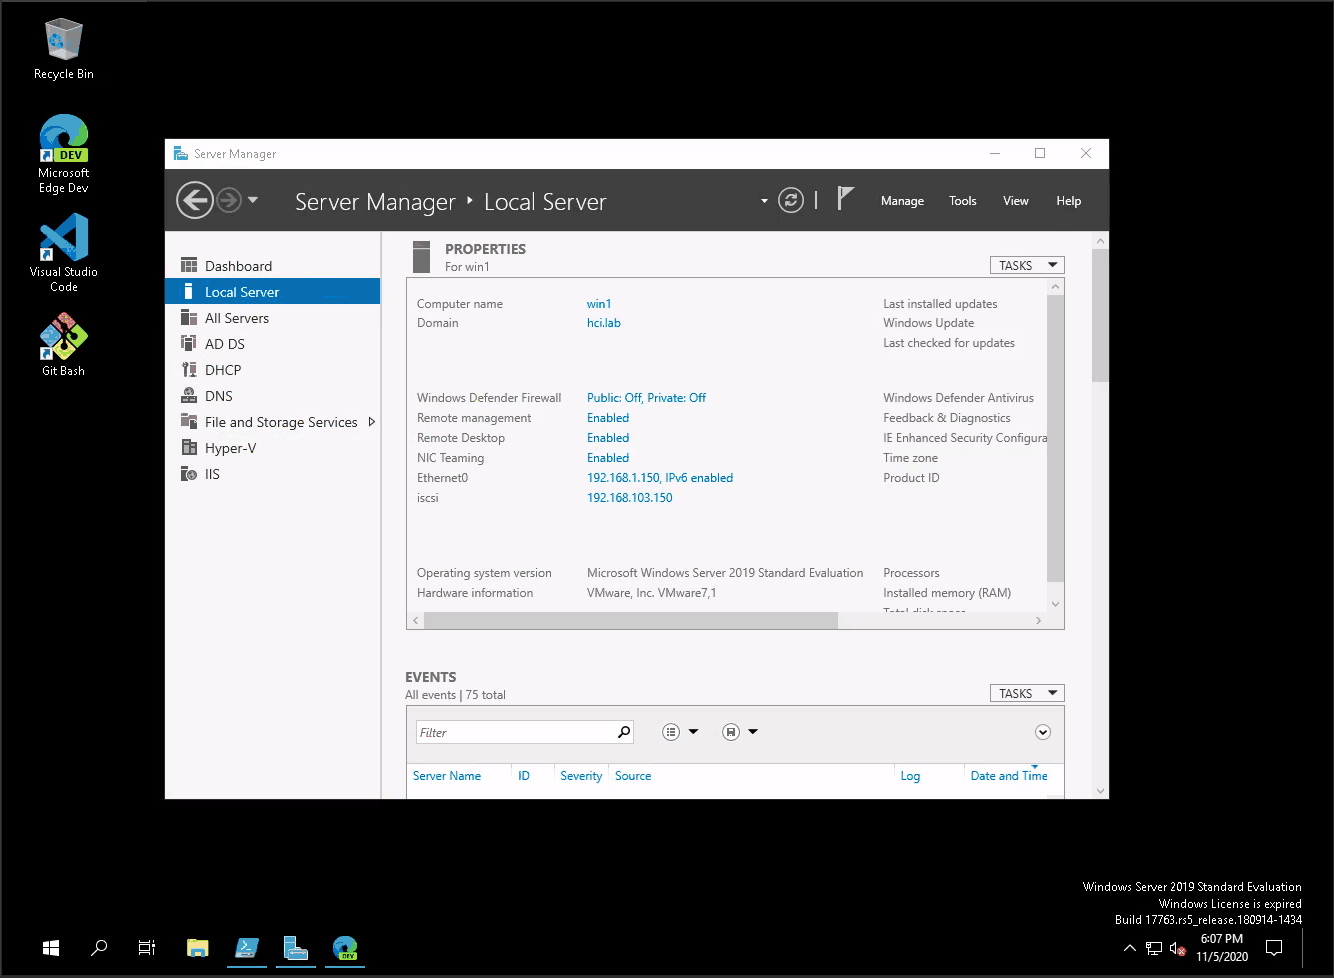 Recycle Bin
DEV
Microsoft
Edge Dev
Visual Studio
Code
Git Bash
Server Manager
Server Manager Local Server
Manage Tools View Help
Dashboard
Local Server
All Servers
AD DS
DHCP
DNS
File and Storage Services
Hyper-V
IIS
PROPERTIES
For win1
TASKS
Computer name win1 Last installed updates
Domain hci.lab Windows Update
Last checked for updates
Windows Defender Firewall Public: Off, Private: Off Windows Defender Antivirus
Remote management Enabled Feedback & Diagnostics
Remote Desktop Enabled IE Enhanced Security Configura
NIC Teaming Enabled Time zone
Ethernet0 192.168.1.150, IPv6 enabled Product ID
iscsi 192.168.103.150
Operating system version Microsoft Windows Server 2019 Standard Evaluation Processors
Hardware information VMware, Inc. VMware7,1 Installed memory (RAM)
Total disk space
EVENTS
All events | 75 total
TASKS
Filter
Server Name ID Severity Source Log Date and Time
Windows Server 2019 Standard Evaluation
Windows License is expired
Build 17763.rs5_release.180914-1434
DEV
6:07 PM
11/5/2020